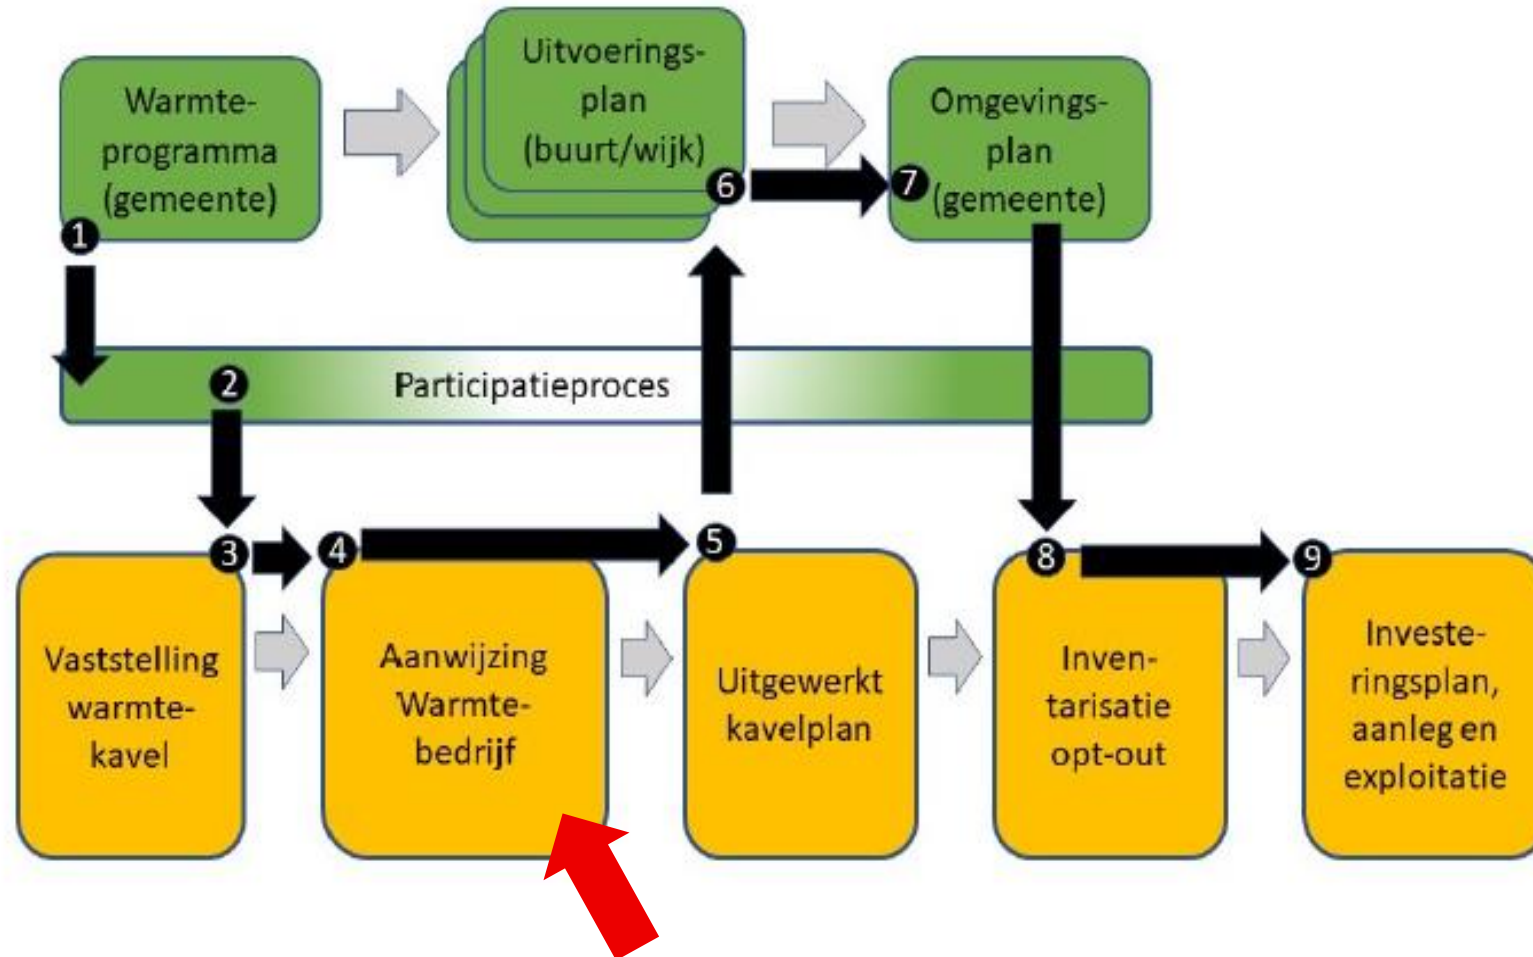 Warmte-
programma
(gemeente)
1
Uitvoerings-
plan
(buurt/wijk)
6
Omgevings-
plan
7
(gemeente)
2
Participatieproces
3
Vaststelling
warmte-
kavel
4
Aanwijzing
Warmte-
bedrijf
5
Uitgewerkt
kavelplan
8
Inven-
tarisatie
opt-out
9
Investe-
ringsplan,
aanleg en
exploitatie